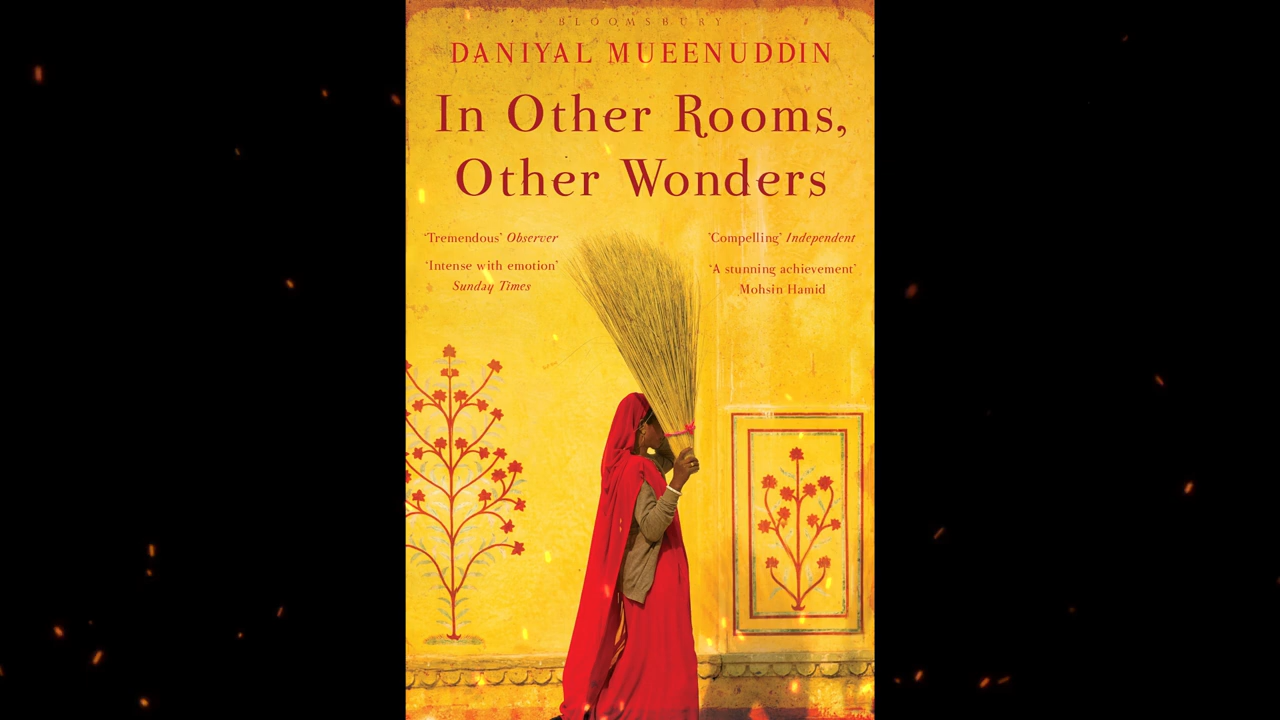 BLOOMSBURY
DANIYAL MUEENUDDIN
In Other Rooms,
Other Wonders
‘Tremendous’ Observer
‘Intense with emotion’
Sunday Times
‘Compelling’ Independent
‘A stunning achievement’
Mohsin Hamid